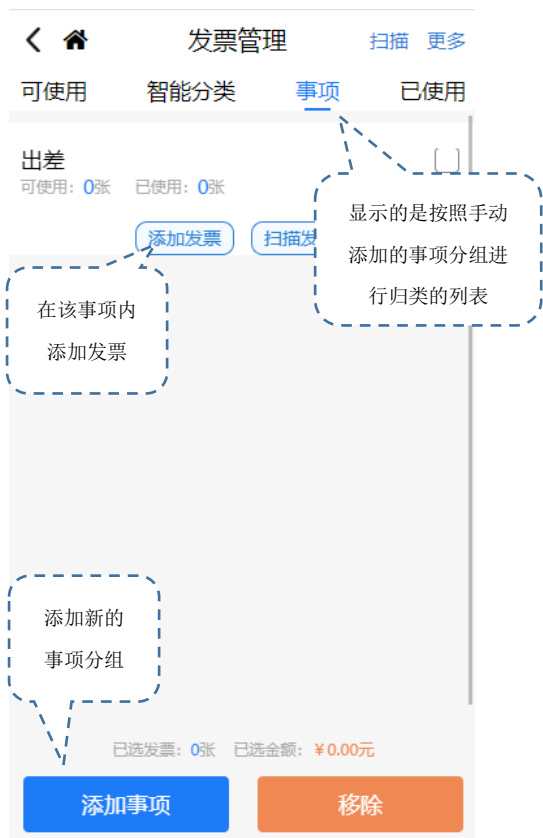 发票管理
扫描 更多
可使用 智能分类 事项 已使用
出差
可使用：0张 已使用：0张
添加发票 扫描发
显示的是按照手动
添加的事项分组进
行归类的列表
在该事项内
添加发票
添加新的
事项分组
已选发票：0张 已选金额：￥0.00元
添加事项 移除